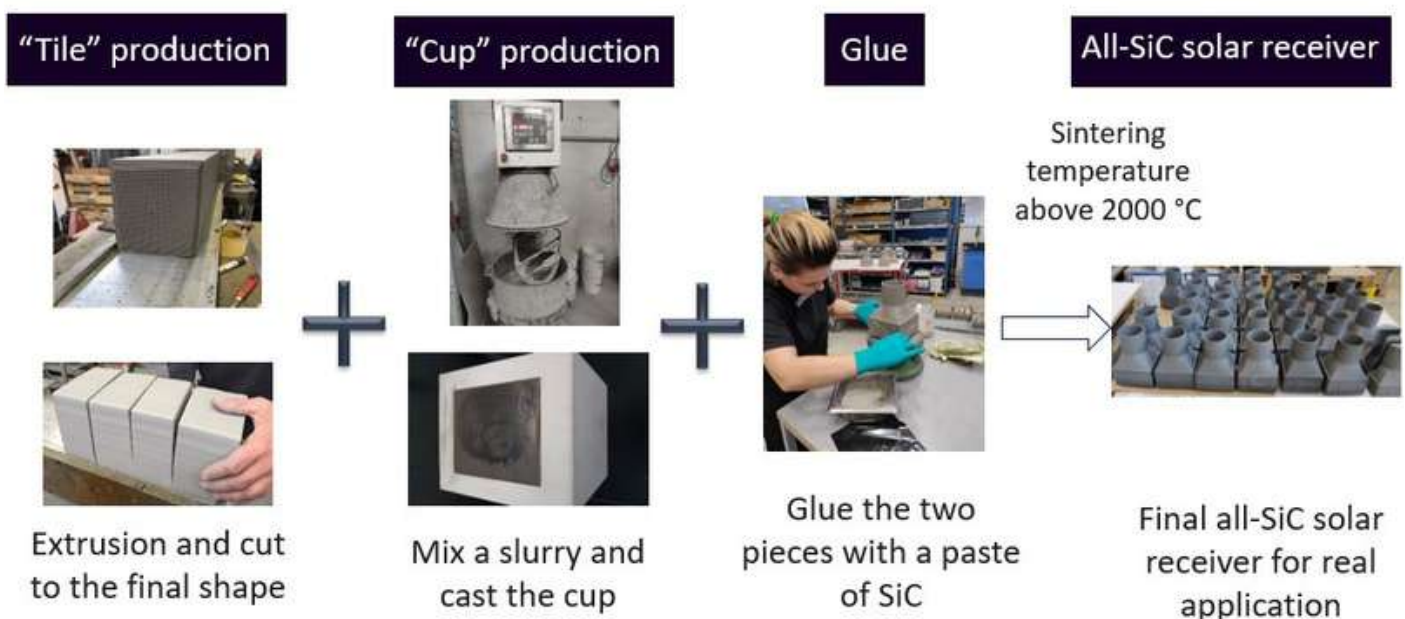 “Tile” production
“Cup” production
Glue
All-SiC solar receiver
Sintering
temperature
above 2000 °C
Extrusion and cut
to the final shape
Mix a slurry and
cast the cup
Glue the two
pieces with a paste
of SiC
Final all-SiC solar
receiver for real
application